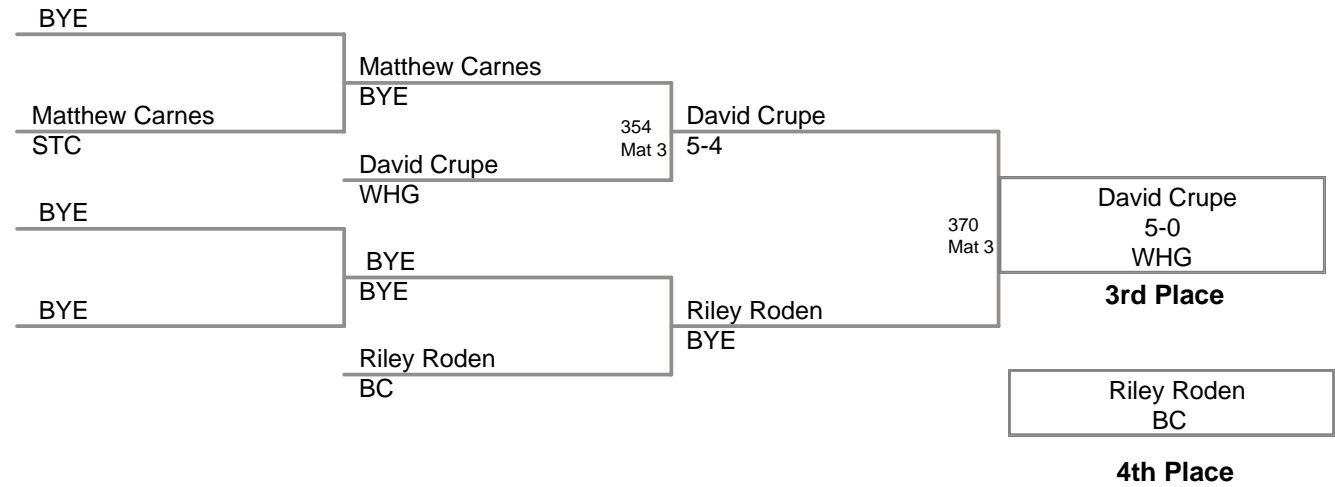 BYE
Matthew Carnes
STC
BYE
BYE
Matthew Carnes
BYE
David Crupe
WHG
BYE
BYE
Riley Roden
BC
354
Mat 3
David Crupe
5-4
Riley Roden
BYE
370
Mat 3
David Crupe
5-0
WHG
3rd Place
Riley Roden
BC
4th Place